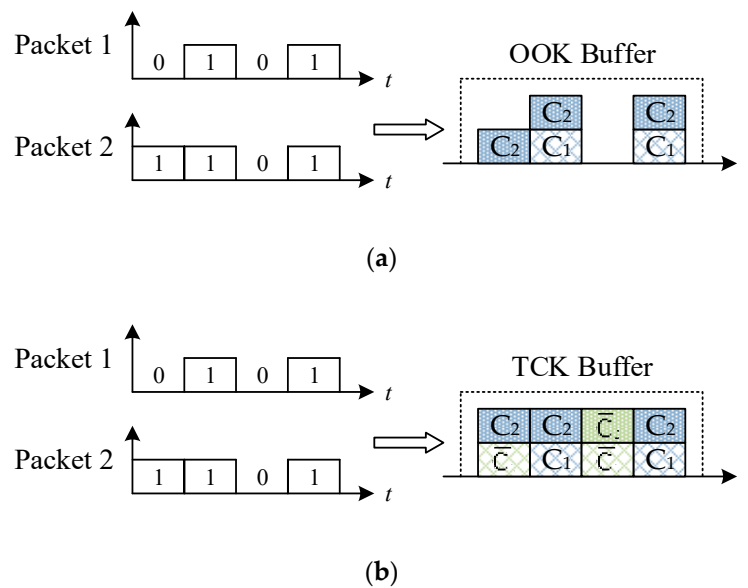 Packet 1
0 1 0 1
t
Packet 2
1 1 0 1
t
OOK Buffer
C₂ C₂
C₂ C₁ C₁
(a)
Packet 1
0 1 0 1
t
Packet 2
1 1 0 1
t
TCK Buffer
C₂ C₂ C̅: C₂
C̅ C₁ C̅ C₁
(b)